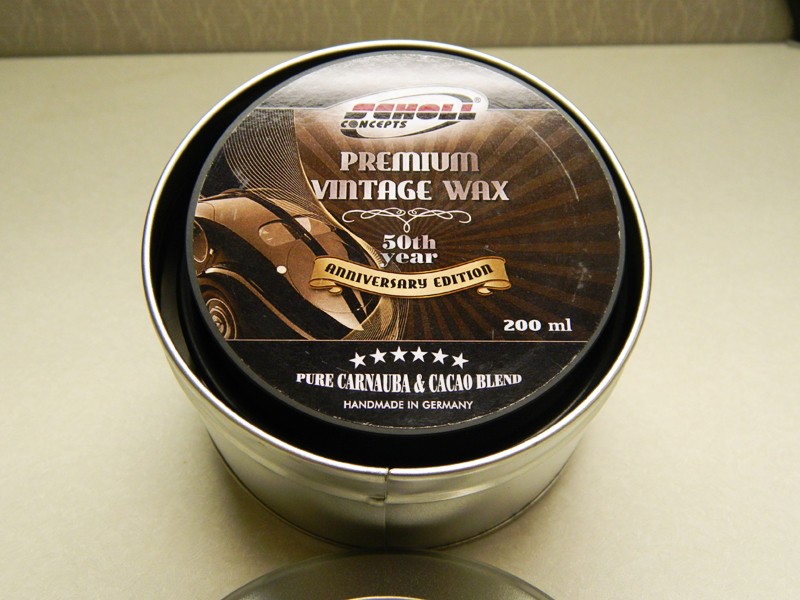 SCHOLL®
CONCEPTS
PREMIUM
VINTAGE WAX
50th
year
ANNIVERSARY EDITION
200 ml
PURE CARNAUBA & CACAO BLEND
HANDMADE IN GERMANY